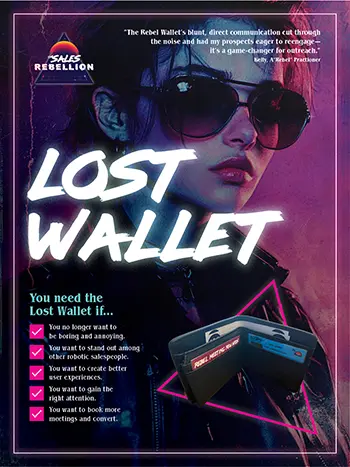 "The Rebel Wallet's blunt, direct communication cut through
the noise and had my prospects eager to reengage—
it's a game-changer for outreach."
Kelly, A "Rebel" Practioner
SALES
REBELLION
LOST
WALLET
You need the
Lost Wallet if...
You no longer want to
be boring and annoying.
You want to stand out among
other robotic salespeople.
You want to create better
user experiences.
You want to gain the
right attention.
You want to book more
meetings and convert.